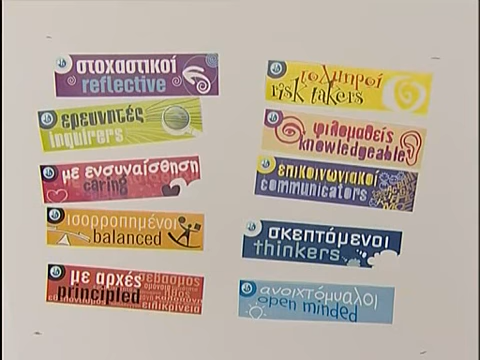 στοχαστικοί
reflective
ερευνητές
inquirers
με ενσυναίσθηση
caring
ισορροπημένοι
balanced
με αρχές
principled
τολμηροί
risk takers
φιλομαθείς
knowledgeable
επικοινωνιακοί
communicators
σκεπτόμενοι
thinkers
ανοιχτόμυαλοι
open minded